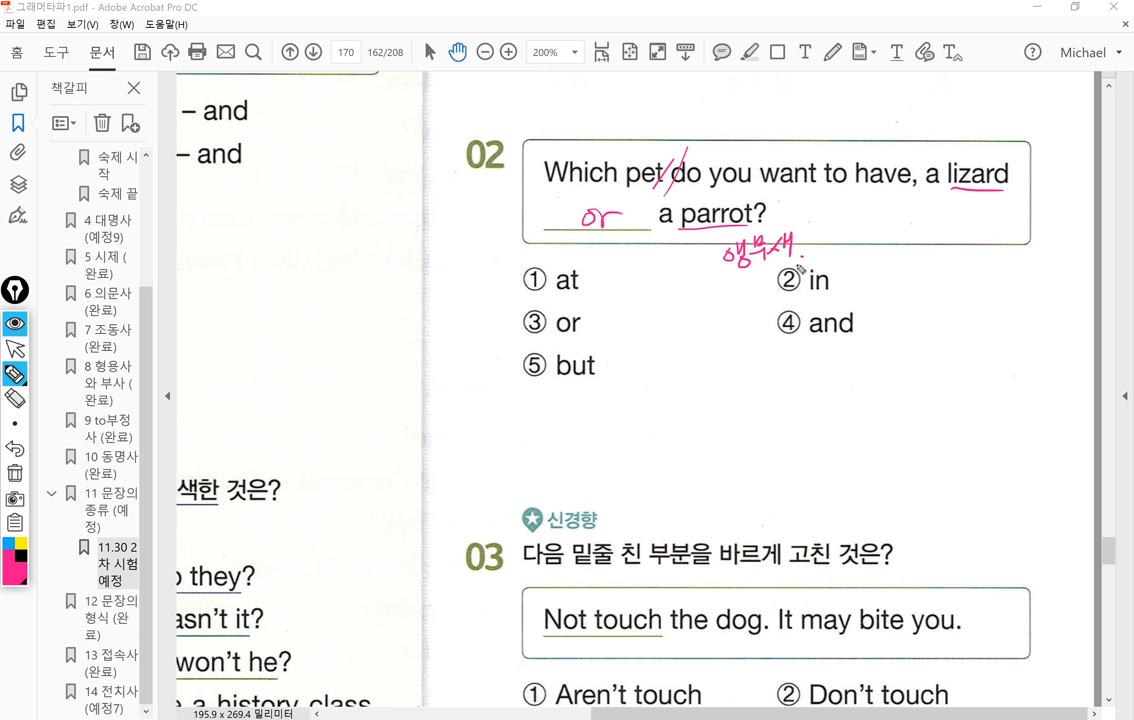 그래머타파1.pdf - Adobe Acrobat Pro DC
파일 편집 보기(V) 창(W) 도움말(H)
홈 도구 문서 170 162/208 200% Michael
책갈피
숙제 시
작
숙제 끝
4 대명사
(예정9)
5 시제 (
완료)
6 의문사
(완료)
7 조동사
(완료)
8 형용사
와 부사 (
완료)
9 to부정
사 (완료)
10 동명사
(완료)
11 문장의
종류 (예
정)
11.30 2
차 시험
예정
12 문장의
형식 (완
료)
13 접속사
(완료)
14 전치사
(예정7)
– and
– and
색한 것은?
they?
asn't it?
won't he?
a history class
195.9 x 269.4 밀리미터
02
Which pet do you want to have, a lizard
or a parrot?
앵무새.
① at ② in
③ or ④ and
⑤ but
신경향
03 다음 밑줄 친 부분을 바르게 고친 것은?
Not touch the dog. It may bite you.
① Aren't touch ② Don't touch